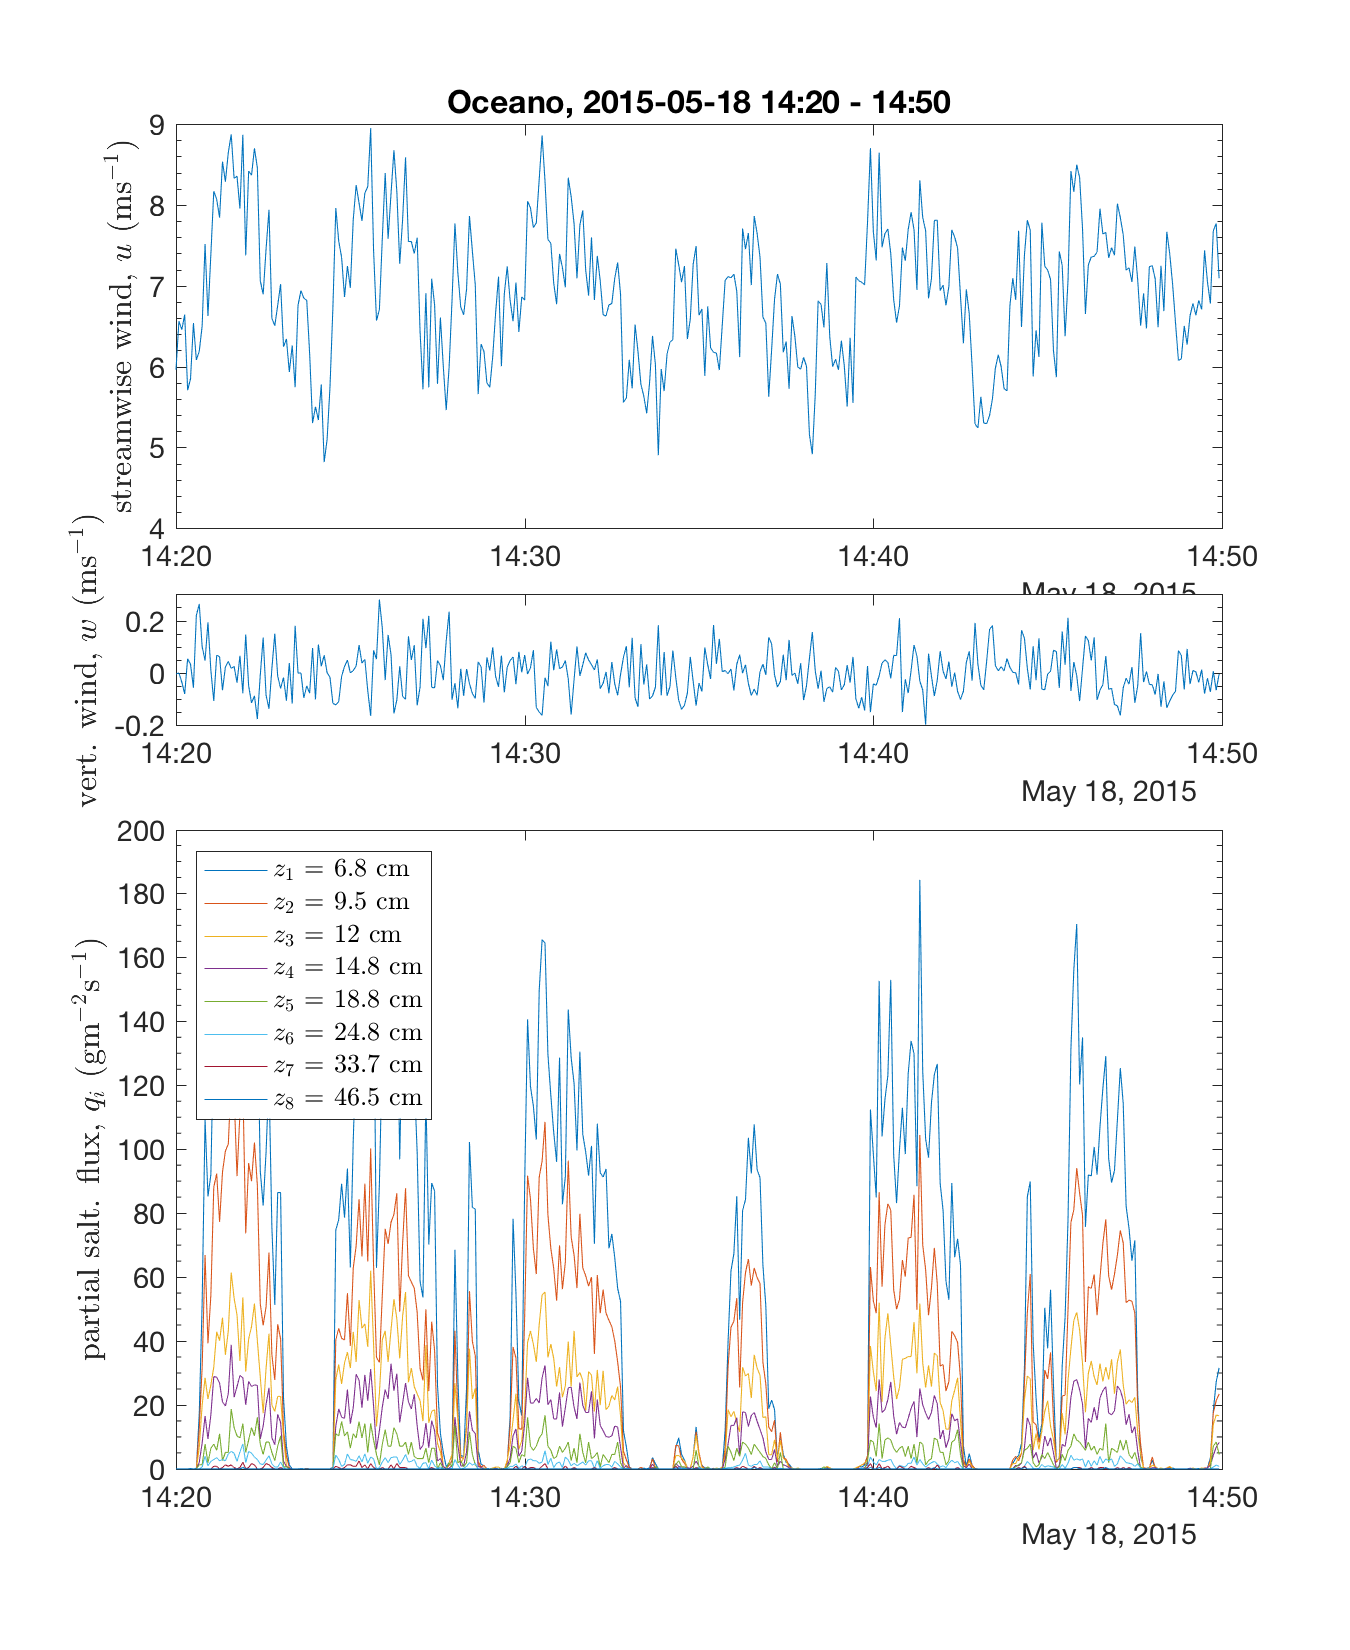 Oceano, 2015-05-18 14:20 - 14:50
streamwise wind, u (ms⁻¹)
9
8
7
6
5
4
14:20 14:30 14:40 14:50
May 18, 2015
vert. wind, w (ms⁻¹)
0.2
0
-0.2
14:20 14:30 14:40 14:50
May 18, 2015
partial salt. flux, qᵢ (gm⁻²s⁻¹)
200
180
160
140
120
100
80
60
40
20
0
z₁ = 6.8 cm
z₂ = 9.5 cm
z₃ = 12 cm
z₄ = 14.8 cm
z₅ = 18.8 cm
z₆ = 24.8 cm
z₇ = 33.7 cm
z₈ = 46.5 cm
14:20 14:30 14:40 14:50
May 18, 2015